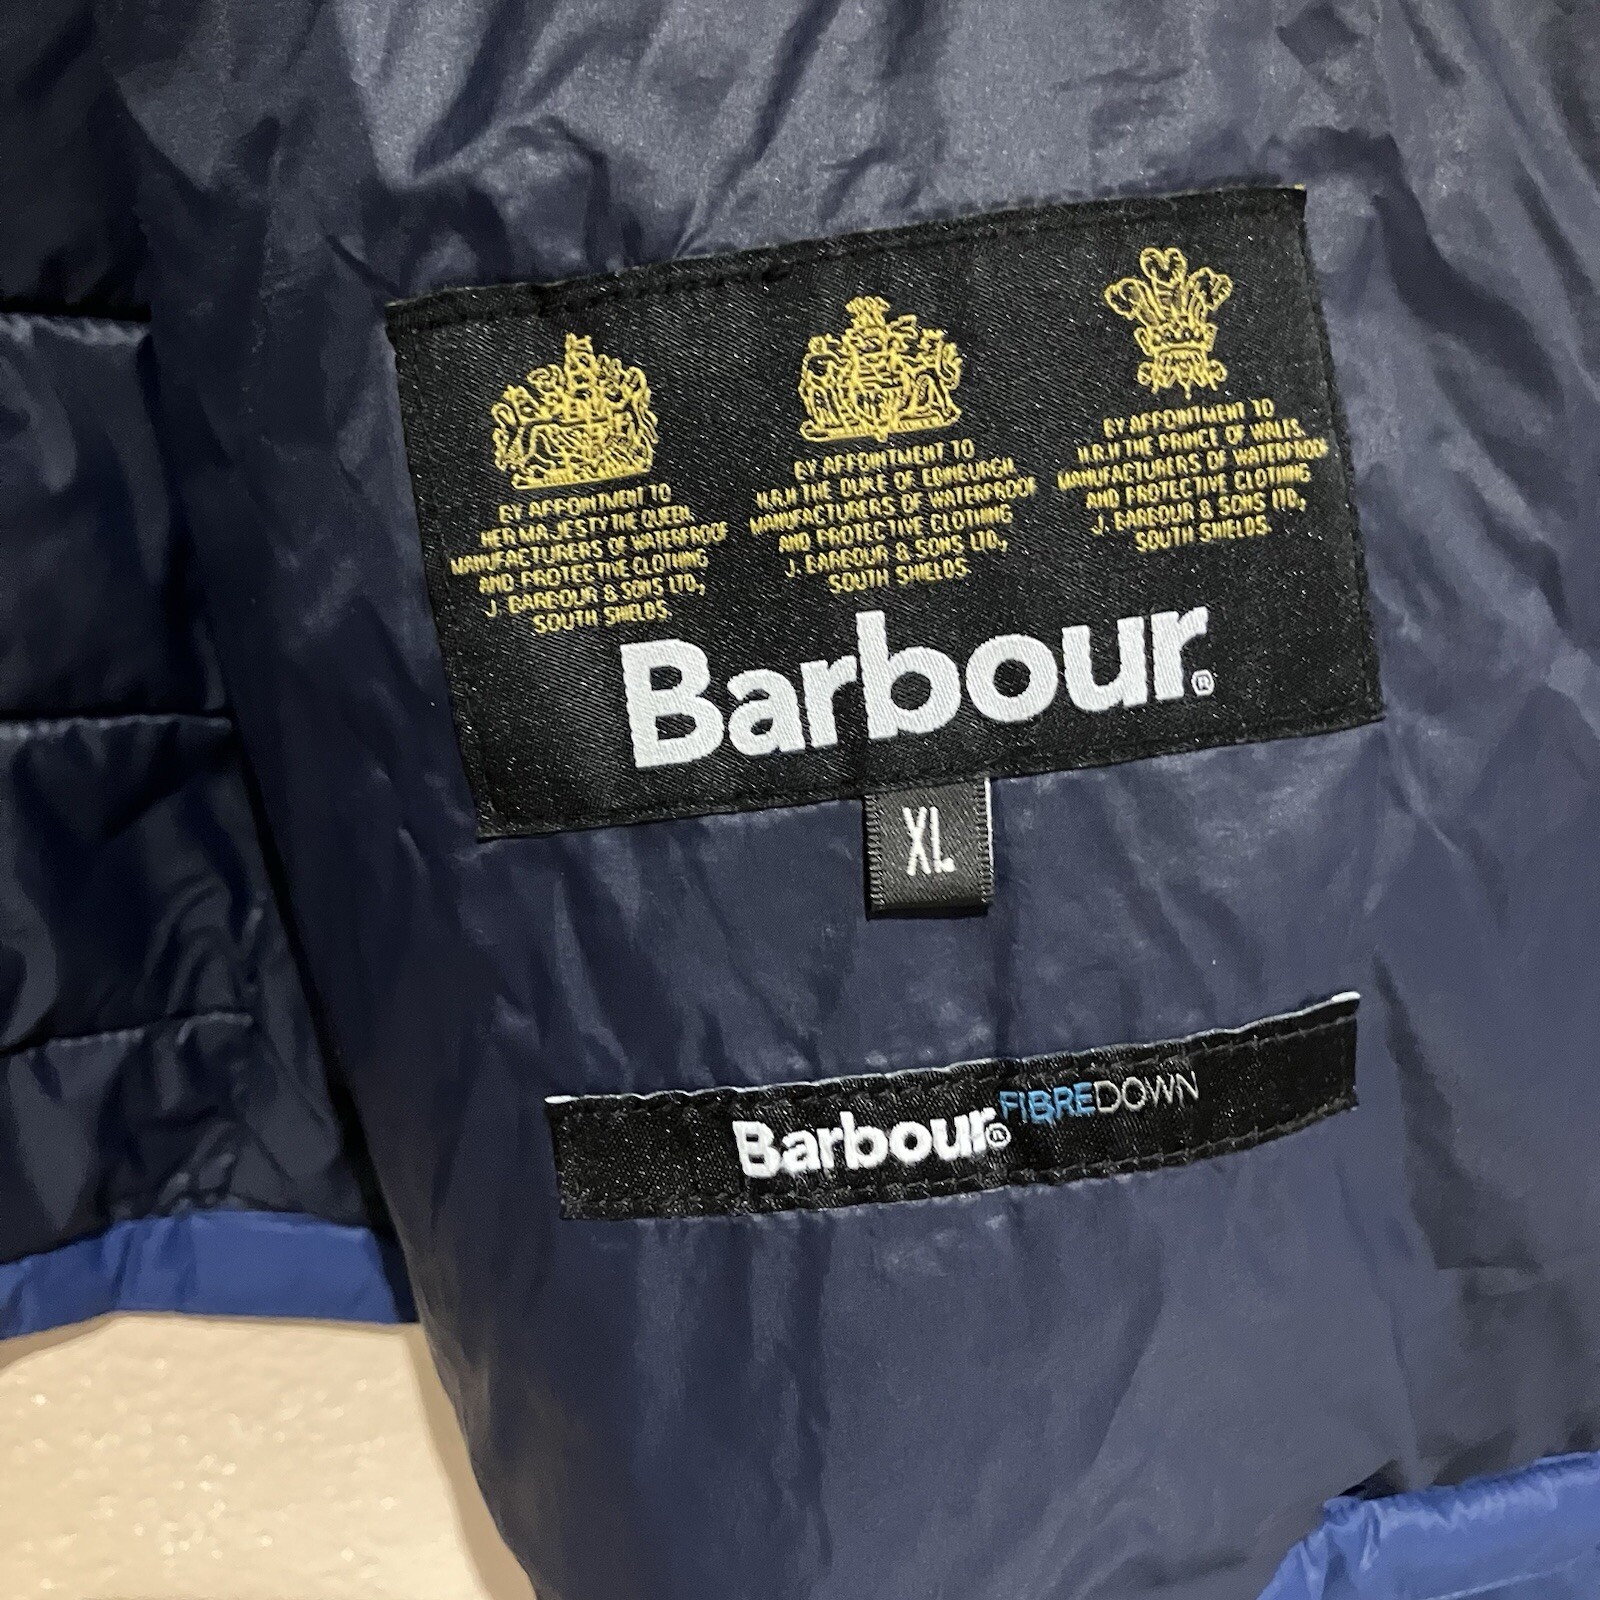 BY APPOINTMENT TO
HER MAJESTY THE QUEEN,
MANUFACTURERS OF WATERPROOF
AND PROTECTIVE CLOTHING
J. BARBOUR & SONS LTD.,
SOUTH SHIELDS.
BY APPOINTMENT TO
H.R.H THE DUKE OF EDINBURGH,
MANUFACTURERS OF WATERPROOF
AND PROTECTIVE CLOTHING
J. BARBOUR & SONS LTD.,
SOUTH SHIELDS.
BY APPOINTMENT TO
H.R.H THE PRINCE OF WALES,
MANUFACTURERS OF WATERPROOF
AND PROTECTIVE CLOTHING
J. BARBOUR & SONS LTD.,
SOUTH SHIELDS.
Barbour®
XL
Barbour® FIBREDOWN